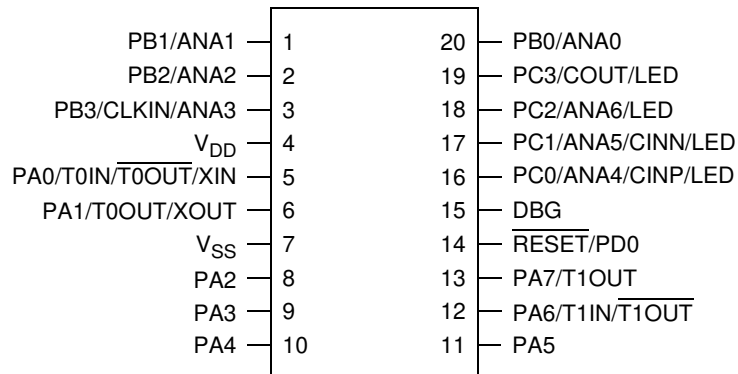 PB1/ANA1 1 20 PB0/ANA0
PB2/ANA2 2 19 PC3/COUT/LED
PB3/CLKIN/ANA3 3 18 PC2/ANA6/LED
VDD 4 17 PC1/ANA5/CINN/LED
PA0/T0IN/T0OUT/XIN 5 16 PC0/ANA4/CINP/LED
PA1/T0OUT/XOUT 6 15 DBG
VSS 7 14 RESET/PD0
PA2 8 13 PA7/T1OUT
PA3 9 12 PA6/T1IN/T1OUT
PA4 10 11 PA5